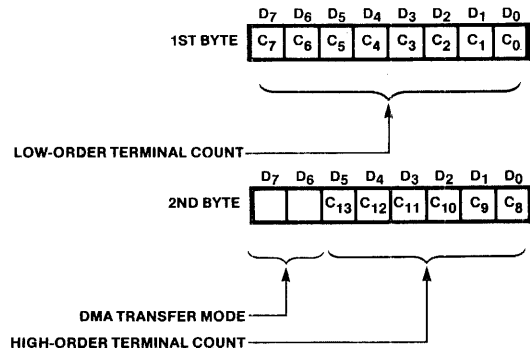 D7 D6 D5 D4 D3 D2 D1 D0
1ST BYTE C7 C6 C5 C4 C3 C2 C1 C0
LOW-ORDER TERMINAL COUNT
D7 D6 D5 D4 D3 D2 D1 D0
2ND BYTE C13 C12 C11 C10 C9 C8
DMA TRANSFER MODE
HIGH-ORDER TERMINAL COUNT